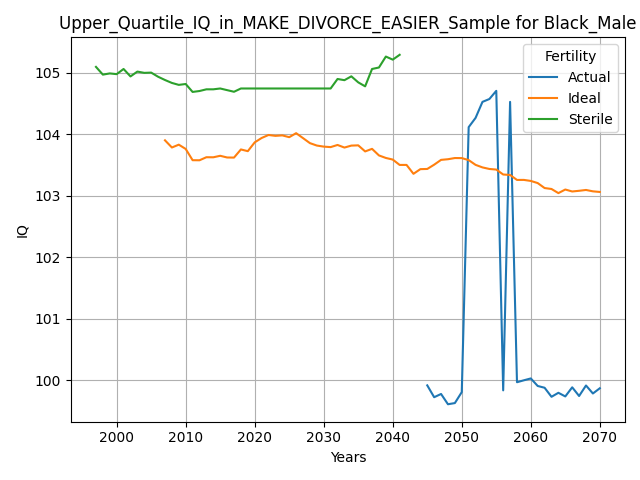 Upper_Quartile_IQ_in_MAKE_DIVORCE_EASIER_Sample for Black_Male
Fertility
Actual
Ideal
Sterile
105
104
103
102
101
100
IQ
2000 2010 2020 2030 2040 2050 2060 2070
Years